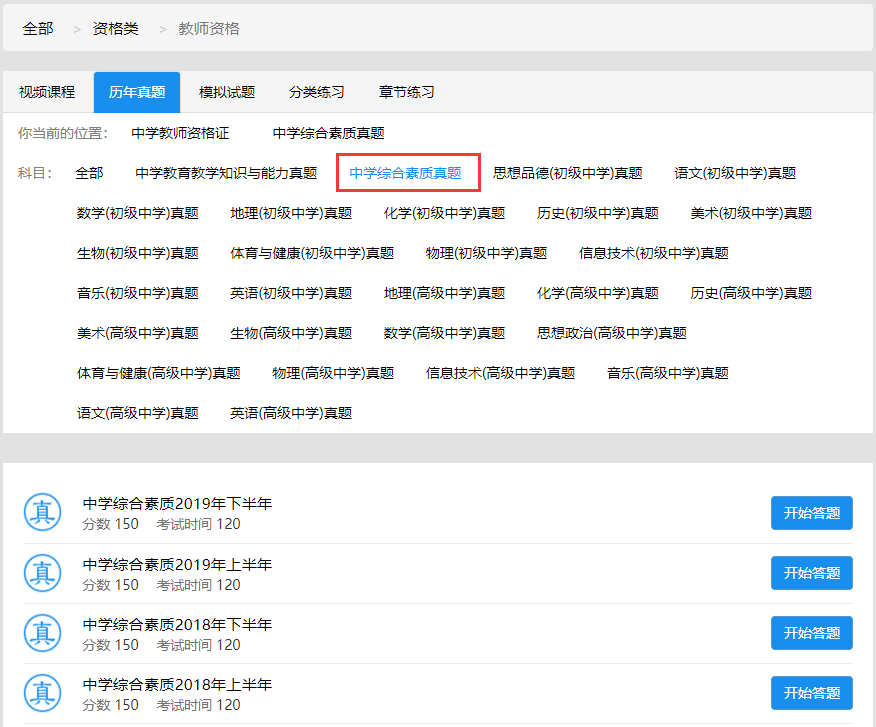 全部 > 资格类 > 教师资格
视频课程 历年真题 模拟试题 分类练习 章节练习
你当前的位置： 中学教师资格证 中学综合素质真题
科目： 全部 中学教育教学知识与能力真题 中学综合素质真题 思想品德(初级中学)真题 语文(初级中学)真题
数学(初级中学)真题 地理(初级中学)真题 化学(初级中学)真题 历史(初级中学)真题 美术(初级中学)真题
生物(初级中学)真题 体育与健康(初级中学)真题 物理(初级中学)真题 信息技术(初级中学)真题
音乐(初级中学)真题 英语(初级中学)真题 地理(高级中学)真题 化学(高级中学)真题 历史(高级中学)真题
美术(高级中学)真题 生物(高级中学)真题 数学(高级中学)真题 思想政治(高级中学)真题
体育与健康(高级中学)真题 物理(高级中学)真题 信息技术(高级中学)真题 音乐(高级中学)真题
语文(高级中学)真题 英语(高级中学)真题
真 中学综合素质2019年下半年 开始答题
分数 150 考试时间 120
真 中学综合素质2019年上半年 开始答题
分数 150 考试时间 120
真 中学综合素质2018年下半年 开始答题
分数 150 考试时间 120
真 中学综合素质2018年上半年 开始答题
分数 150 考试时间 120